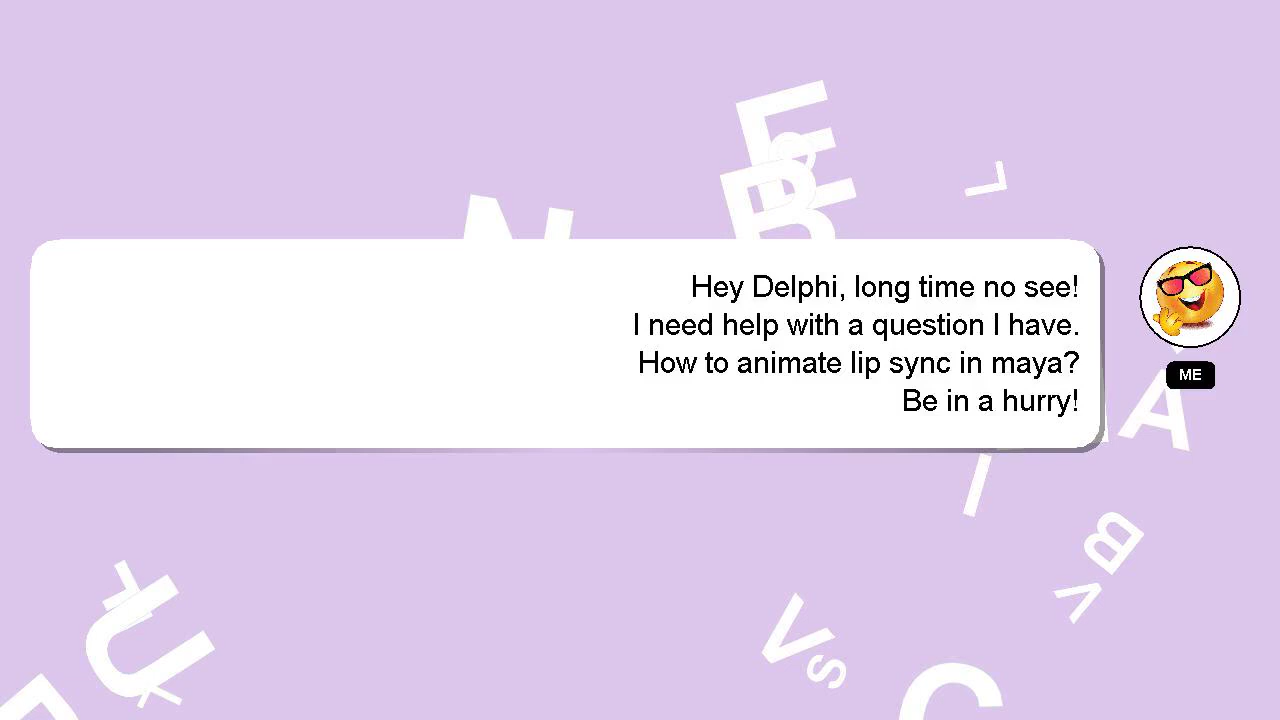 Hey Delphi, long time no see!
I need help with a question I have.
How to animate lip sync in maya?
Be in a hurry!
ME
E
B
N
L
A
I
B
V
U
V
S
C